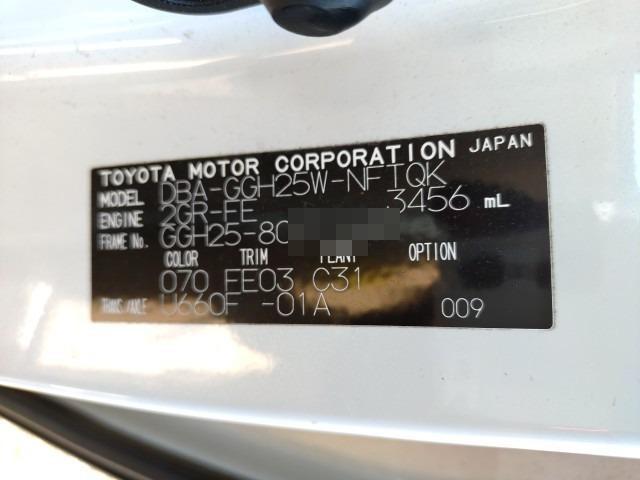 TOYOTA MOTOR CORPORATION JAPAN
MODEL DBA-GGH25W-NFTQK
ENGINE 2GR-FE 3456 mL
FRAME No. GGH25-80
COLOR TRIM PLANT OPTION
070 FE03 C31
TRANS./AXLE U660F -01A 009